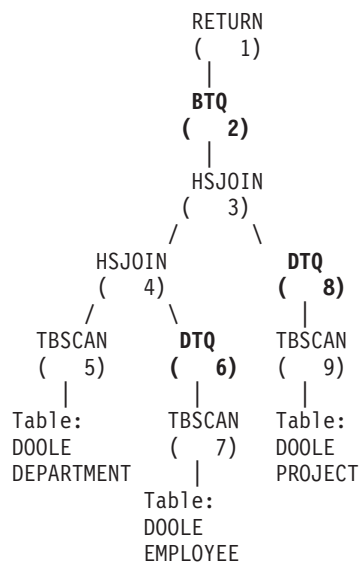 RETURN
( 1)
|
BTQ
( 2)
|
HSJOIN
( 3)
/ \
HSJOIN DTQ
( 4) ( 8)
/ \ |
TBSCAN DTQ TBSCAN
( 5) ( 6) ( 9)
| | |
Table: TBSCAN Table:
DOOLE ( 7) DOOLE
DEPARTMENT | PROJECT
Table:
DOOLE
EMPLOYEE